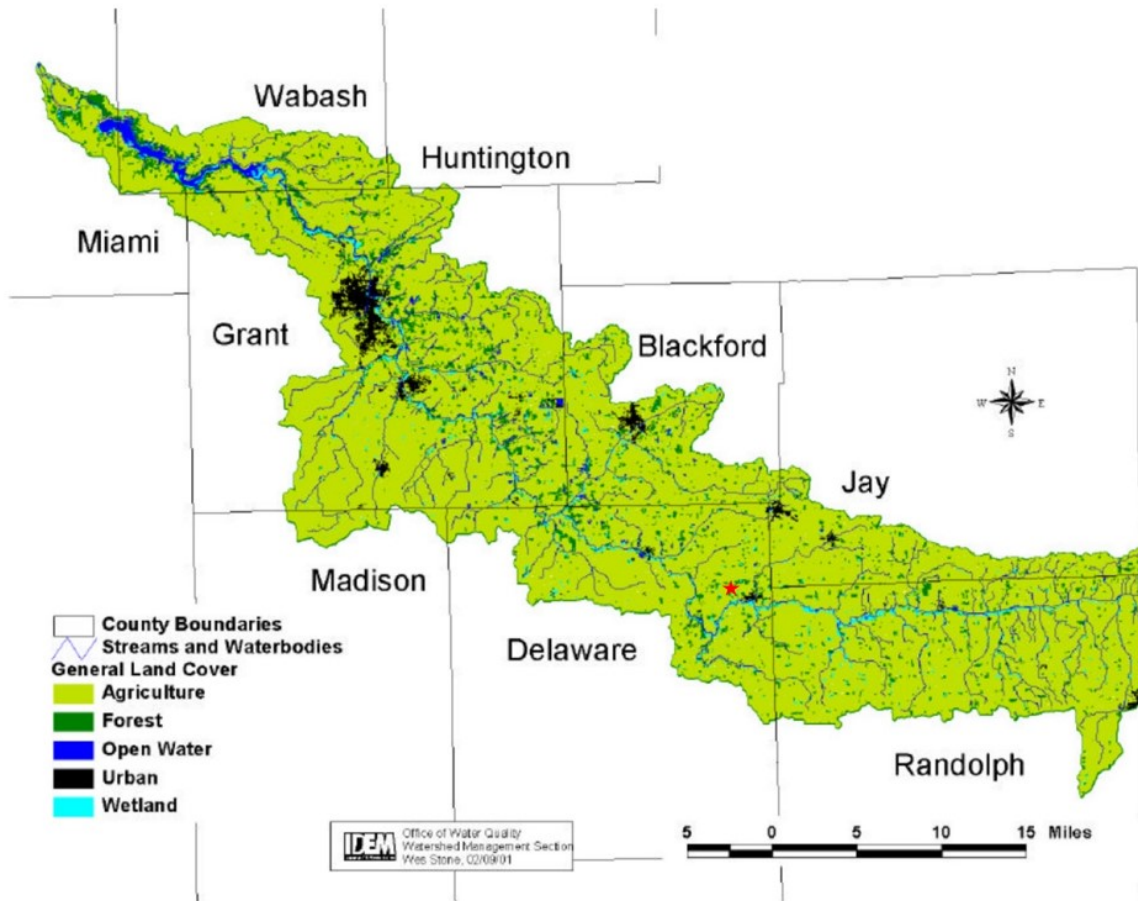 Wabash
Huntington
Miami
Grant
Blackford
N
W E
S
Jay
Madison
Delaware
Randolph
County Boundaries
Streams and Waterbodies
General Land Cover
Agriculture
Forest
Open Water
Urban
Wetland
IDEM
Office of Water Quality
Watershed Management Section
Wes Stone, 02/09/01
5 0 5 10 15 Miles